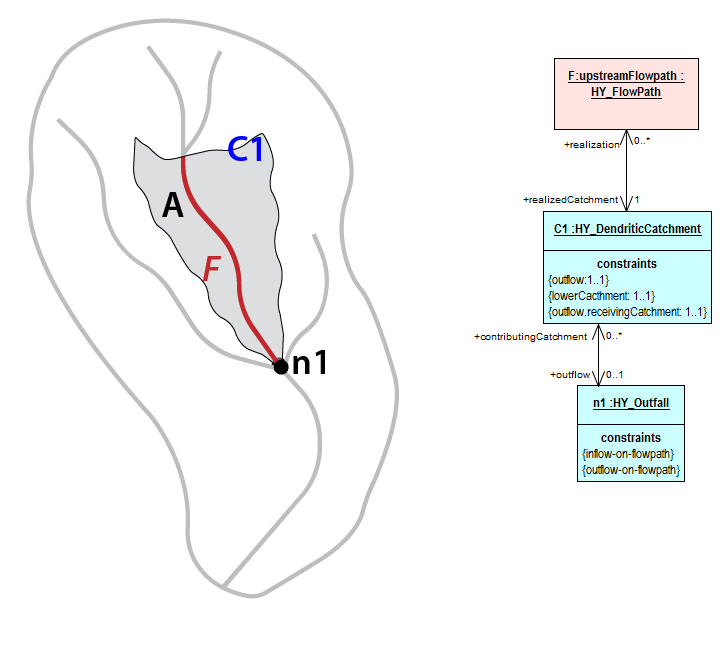 C1
A
F
n1
F:upstreamFlowpath :
HY_FlowPath
+realization
0..*
+realizedCatchment
1
C1 :HY_DendriticCatchment
constraints
{outflow:1..1}
{lowerCacthment: 1..1}
{outflow.receivingCatchment: 1..1}
+contributingCatchment
0..*
+outflow
0..1
n1 :HY_Outfall
constraints
{inflow-on-flowpath}
{outflow-on-flowpath}